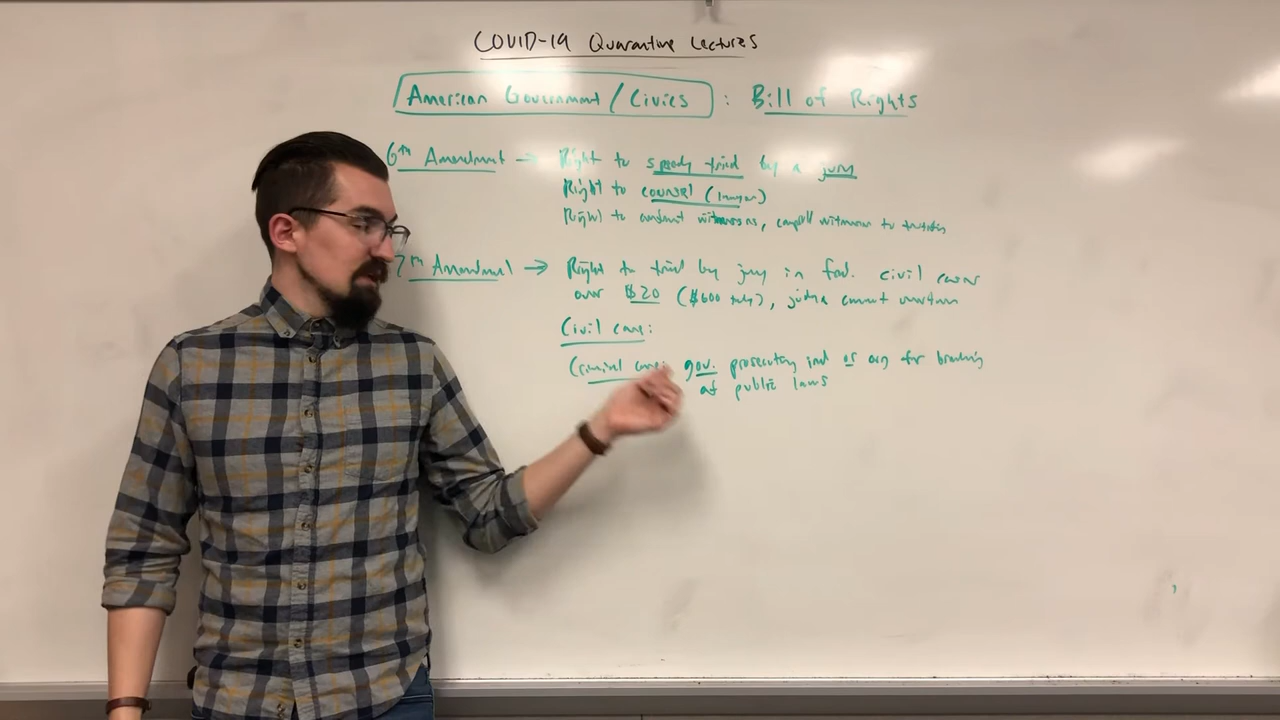 COVID-19 Quarantine Lectures
American Government/Civics : Bill of Rights
6th Amendment → Right to speedy trial by a jury
Right to counsel (lawyer)
Right to confront witnesses, compell witnesses to testify
7th Amendment → Right to trial by jury in fed. civil cases
over $20 ($600 today), judge cannot overturn
Civil case:
Criminal case: gov. prosecuting ind or org for breaking
of public laws